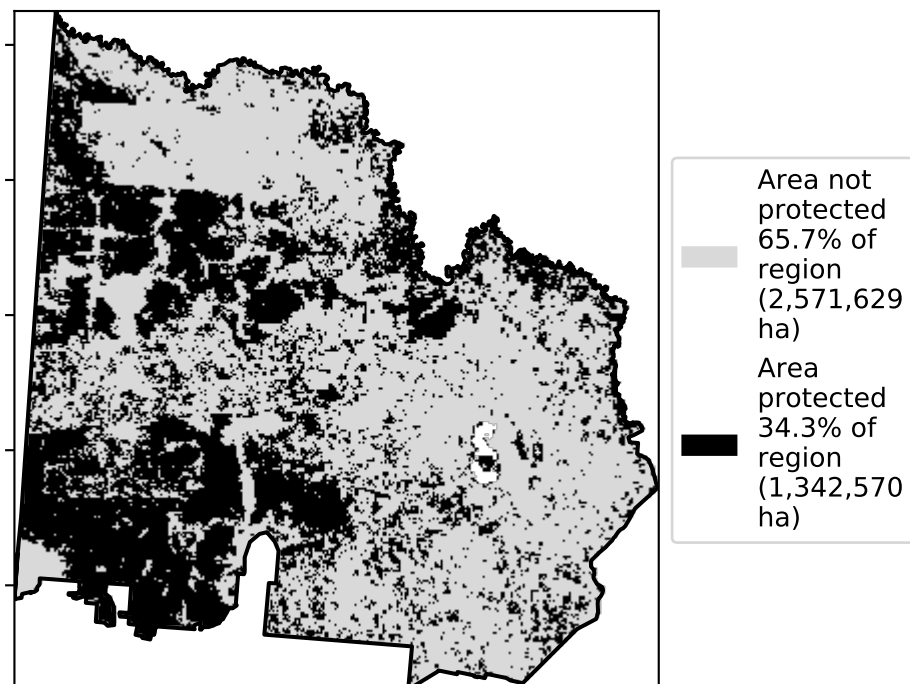 Area not
protected
65.7% of
region
(2,571,629
ha)
Area
protected
34.3% of
region
(1,342,570
ha)